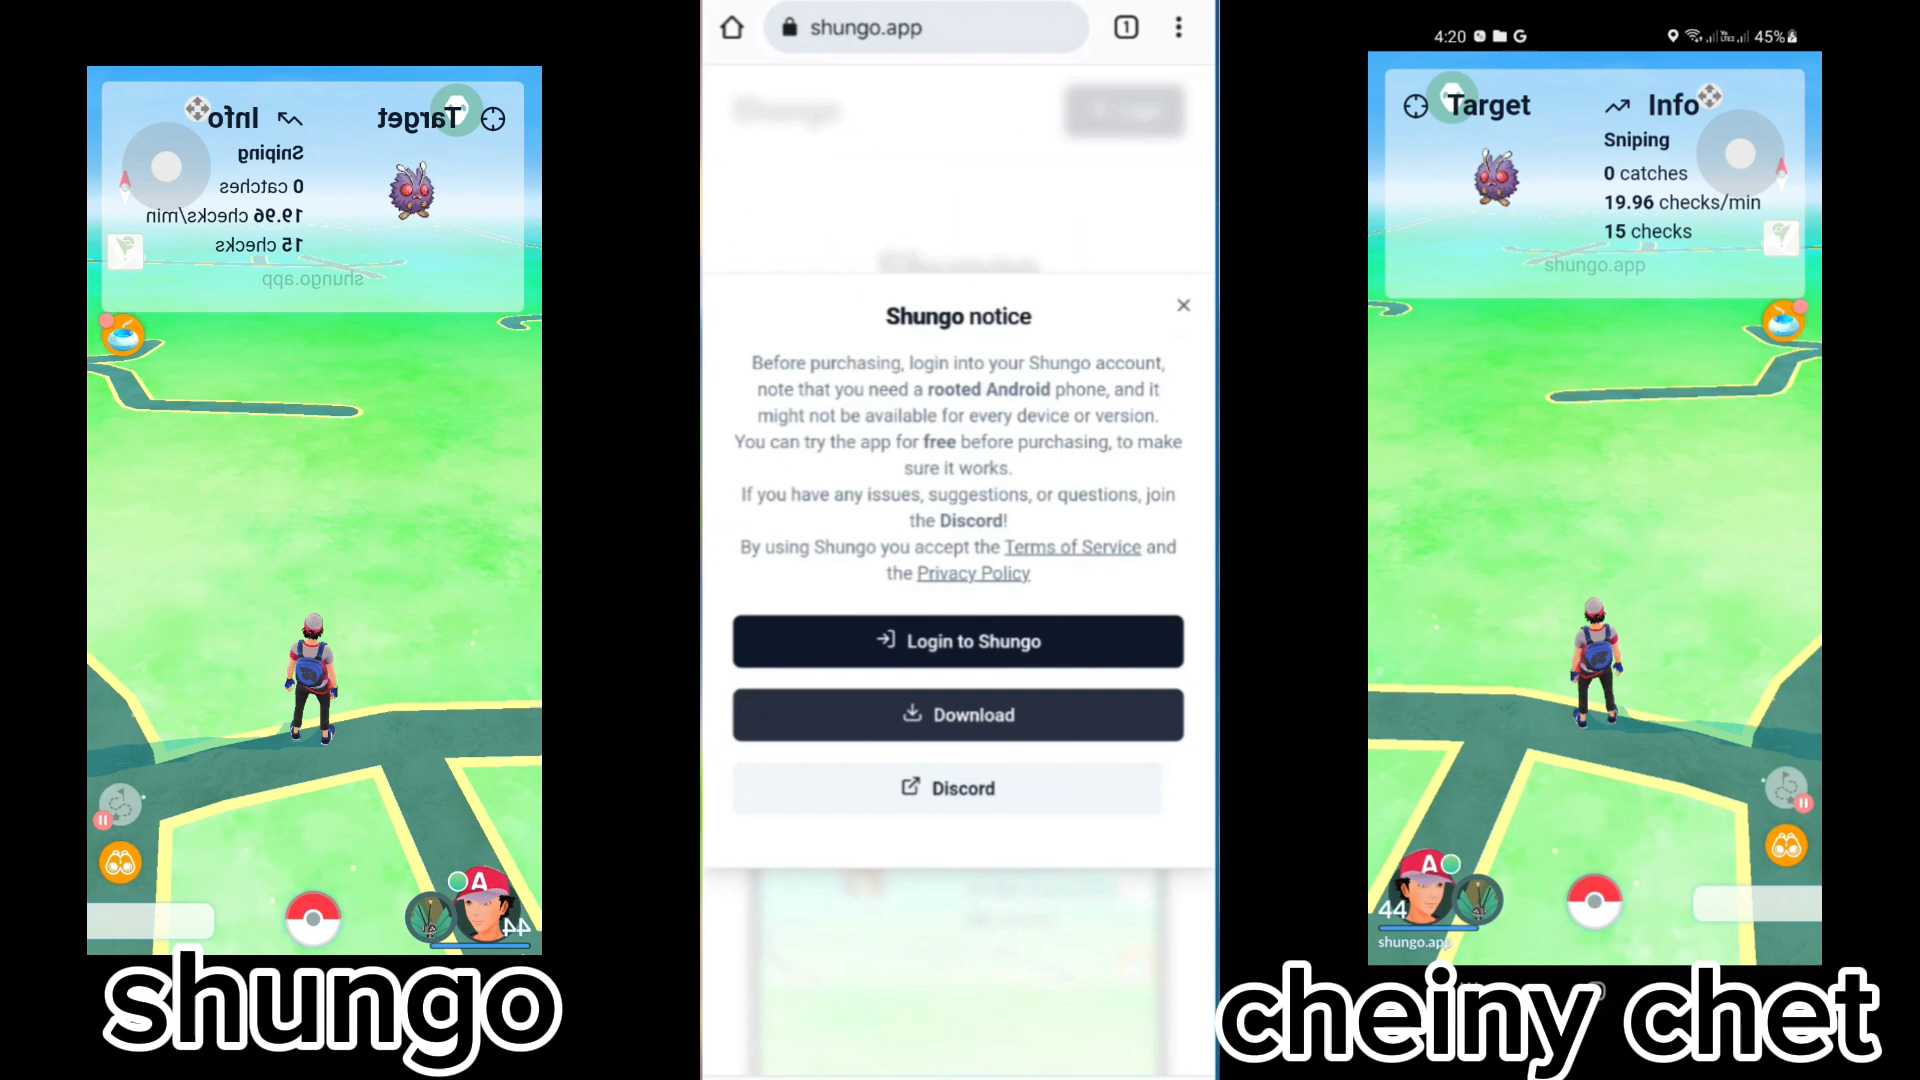 Info
Target
Sniping
0 catches
19.96 checks/min
15 checks
shungo.app
44
A
shungo
shungo.app
1
Shungo notice
Before purchasing, login into your Shungo account,
note that you need a rooted Android phone, and it
might not be available for every device or version.
You can try the app for free before purchasing, to make
sure it works.
If you have any issues, suggestions, or questions, join
the Discord!
By using Shungo you accept the Terms of Service and
the Privacy Policy
Login to Shungo
Download
Discord
4:20
45%
Target
Info
Sniping
0 catches
19.96 checks/min
15 checks
shungo.app
A
44
shungo.app
cheiny chet